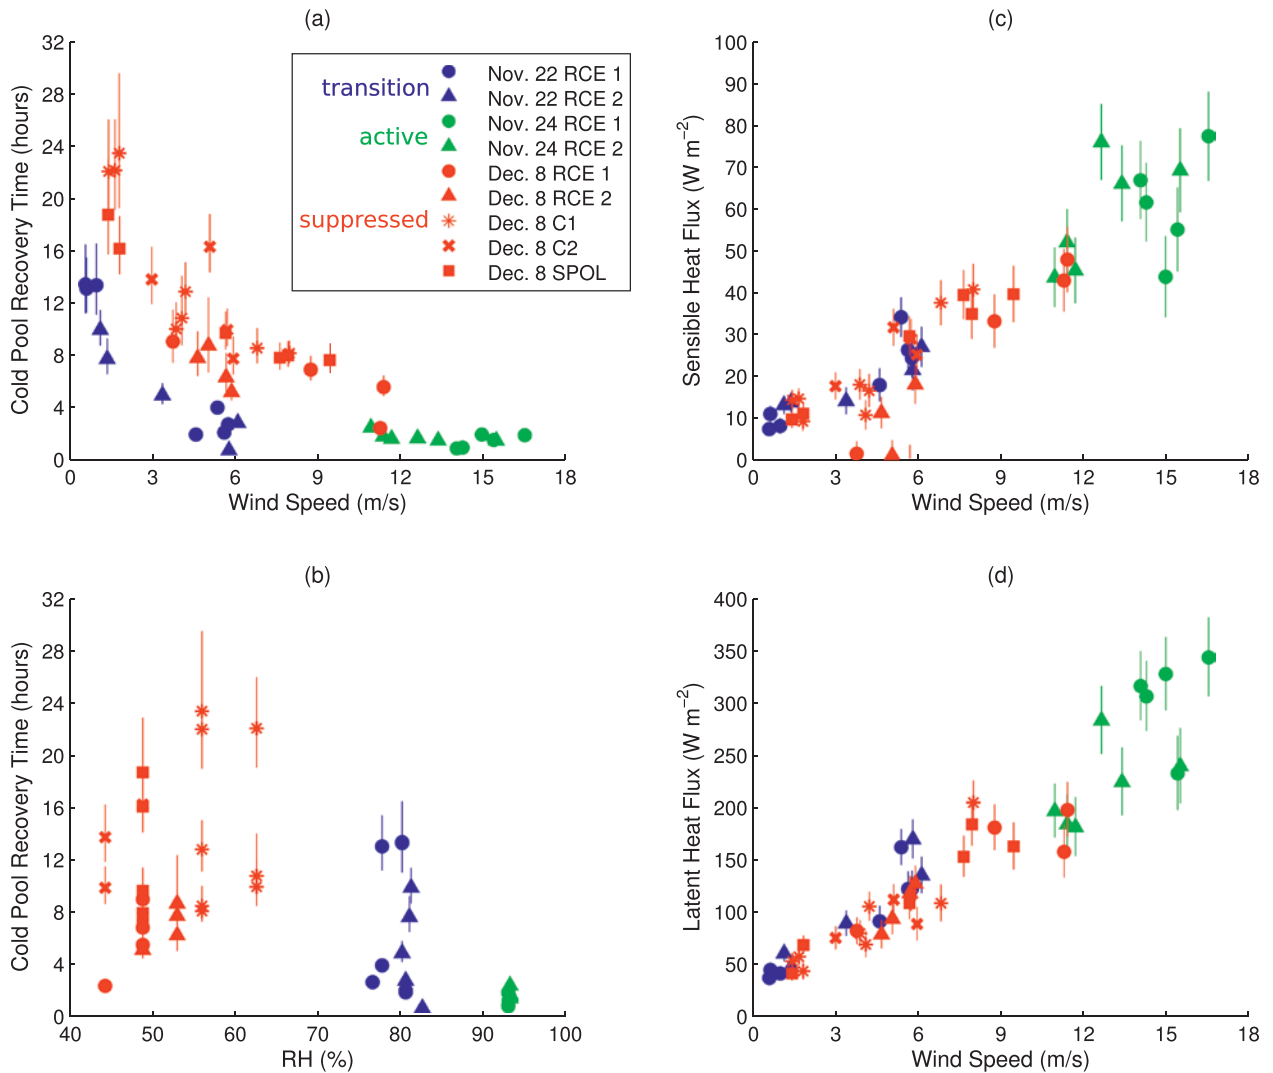 (a)
Cold Pool Recovery Time (hours)
32
28
24
20
16
12
8
4
0
0 3 6 9 12 15 18
Wind Speed (m/s)
transition
active
suppressed
Nov. 22 RCE 1
Nov. 22 RCE 2
Nov. 24 RCE 1
Nov. 24 RCE 2
Dec. 8 RCE 1
Dec. 8 RCE 2
Dec. 8 C1
Dec. 8 C2
Dec. 8 SPOL
(c)
Sensible Heat Flux (W m⁻²)
100
90
80
70
60
50
40
30
20
10
0
0 3 6 9 12 15 18
Wind Speed (m/s)
(b)
Cold Pool Recovery Time (hours)
32
28
24
20
16
12
8
4
0
40 50 60 70 80 90 100
RH (%)
(d)
Latent Heat Flux (W m⁻²)
400
350
300
250
200
150
100
50
0
0 3 6 9 12 15 18
Wind Speed (m/s)